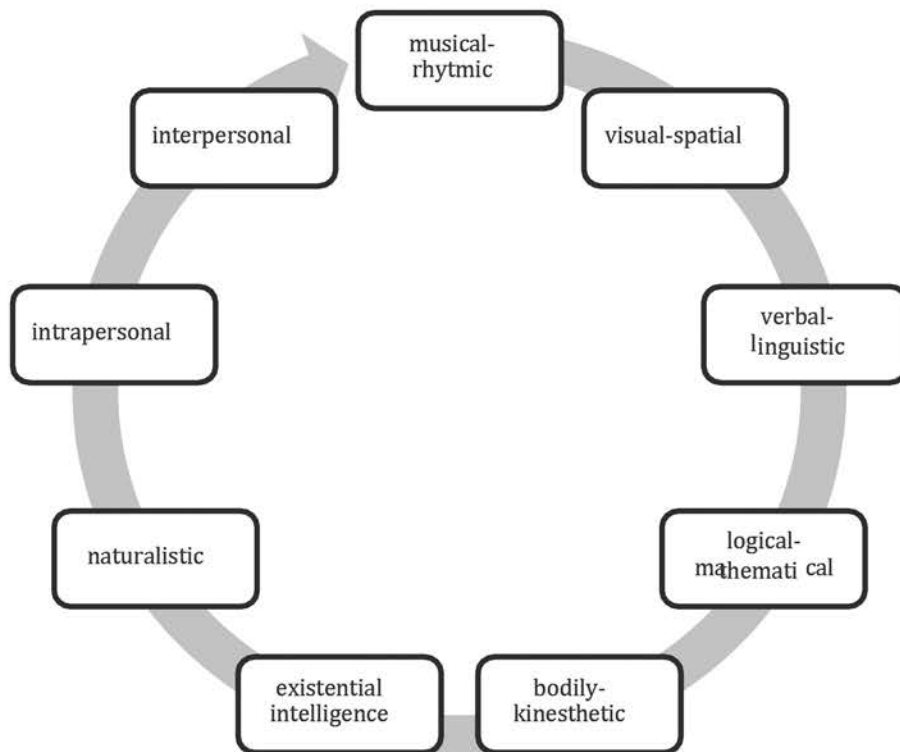 musical-
rhytmic
visual-spatial
verbal-
linguistic
logical-
mathemati cal
bodily-
kinesthetic
existential
intelligence
naturalistic
intrapersonal
interpersonal